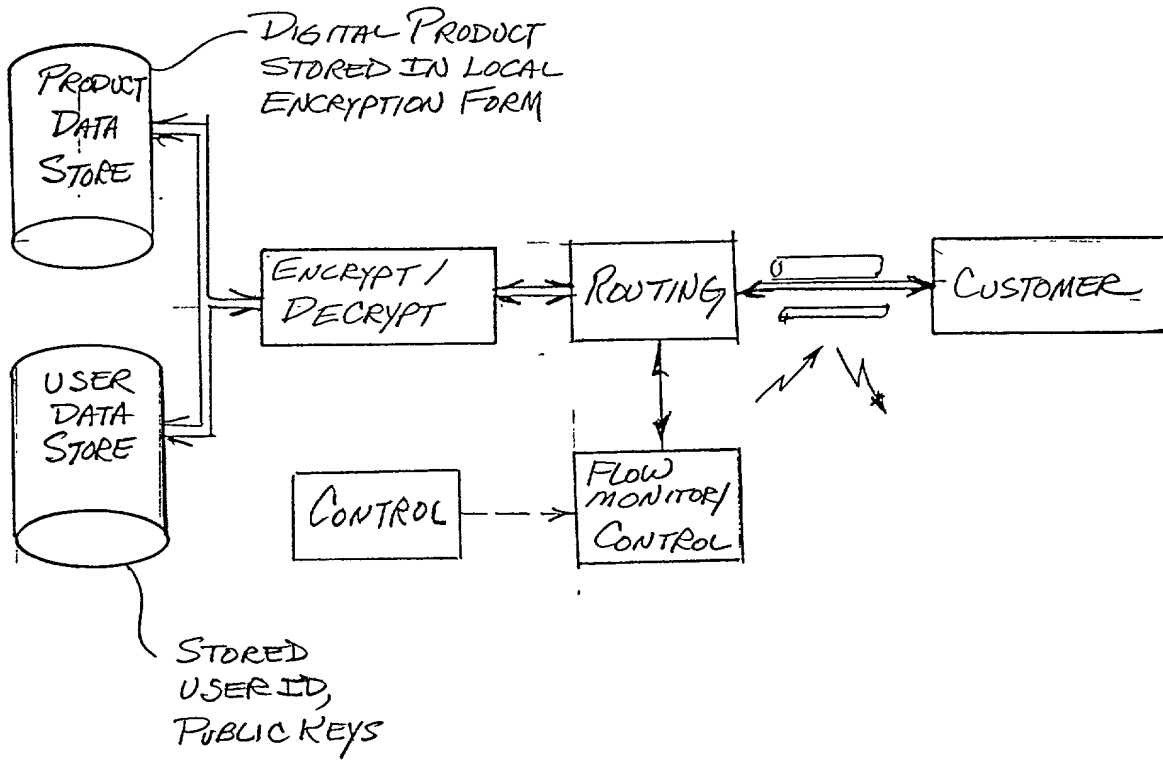 DIGITAL PRODUCT
STORED IN LOCAL
ENCRYPTION FORM
PRODUCT
DATA
STORE
ENCRYPT/
DECRYPT
ROUTING
CUSTOMER
USER
DATA
STORE
CONTROL
FLOW
MONITOR/
CONTROL
STORED
USER ID,
PUBLIC KEYS